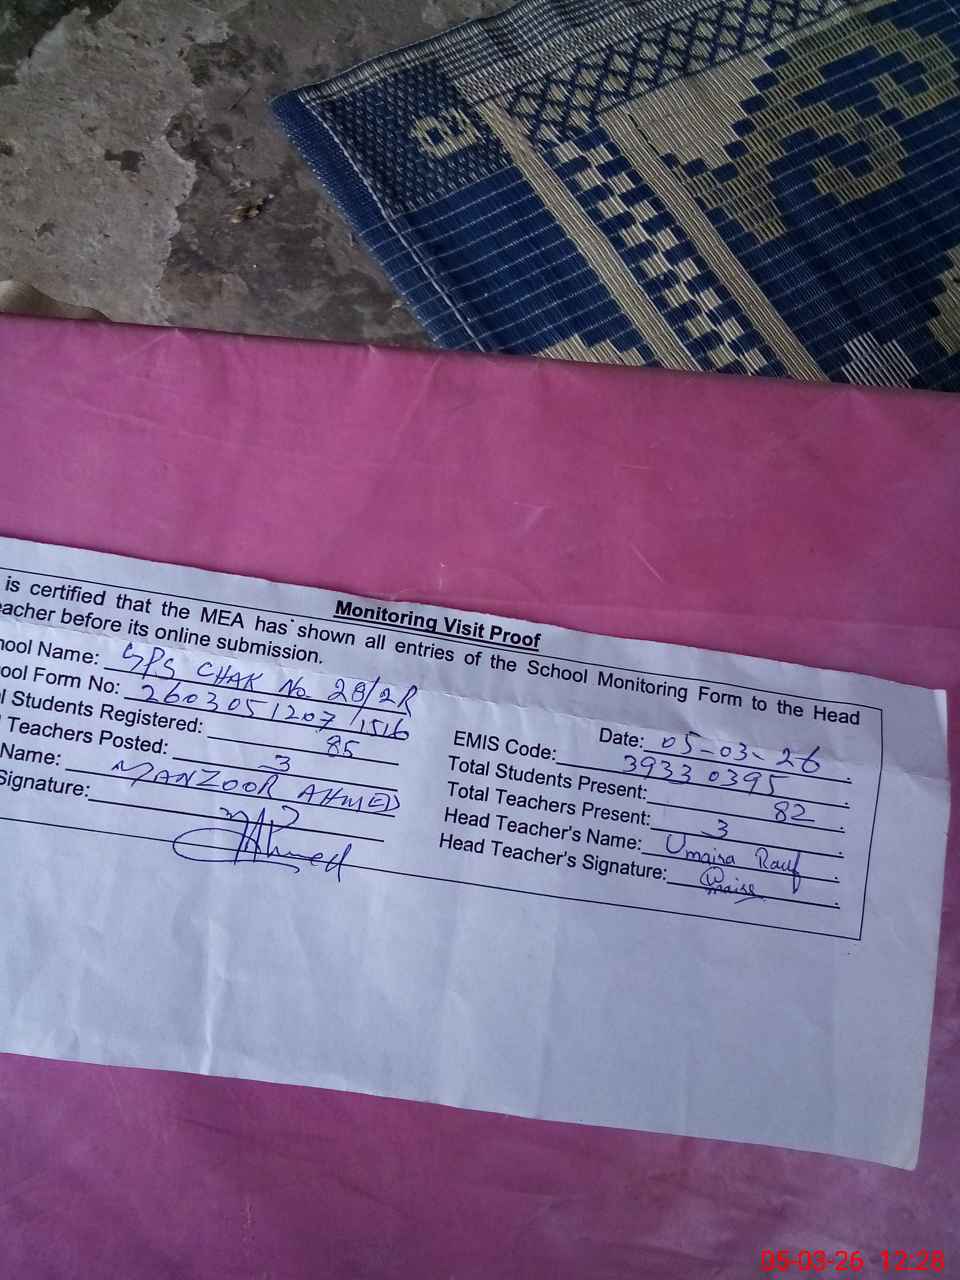 Monitoring Visit Proof
is certified that the MEA has shown all entries of the School Monitoring Form to the Head
eacher before its online submission.
hool Name: GPS CHAK No 28/2R
Date: 05-03-26
ool Form No: 2603051207/1516
EMIS Code: 39330395
l Students Registered: 85
Total Students Present: 82
Teachers Posted: 3
Total Teachers Present: 3
Name: MANZOOR AHMED
Head Teacher's Name: Umaira Rauf
Signature:
Head Teacher's Signature:
05-03-26 12:28